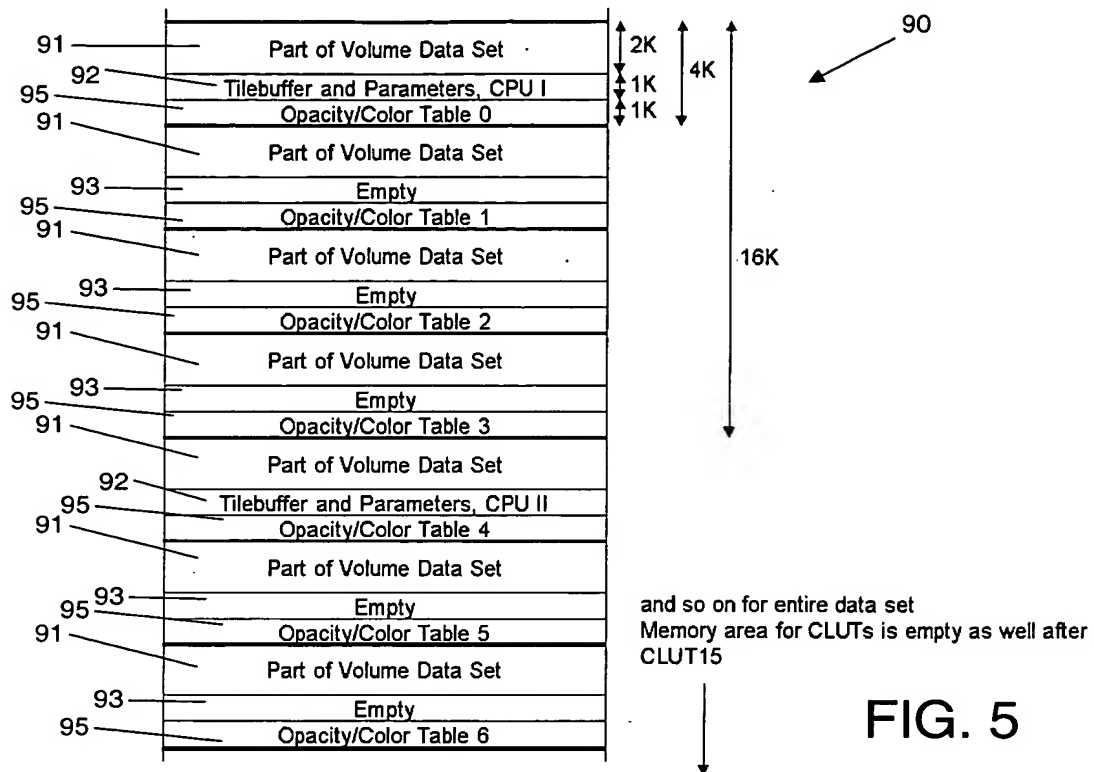 91
Part of Volume Data Set
2K
4K
90
92
Tilebuffer and Parameters, CPU I
1K
95
Opacity/Color Table 0
1K
91
Part of Volume Data Set
93
Empty
95
Opacity/Color Table 1
91
Part of Volume Data Set
16K
93
Empty
95
Opacity/Color Table 2
91
Part of Volume Data Set
93
Empty
95
Opacity/Color Table 3
91
Part of Volume Data Set
92
Tilebuffer and Parameters, CPU II
95
Opacity/Color Table 4
91
Part of Volume Data Set
93
Empty
95
Opacity/Color Table 5
91
Part of Volume Data Set
93
Empty
95
Opacity/Color Table 6
and so on for entire data set
Memory area for CLUTs is empty as well after
CLUT15
FIG. 5